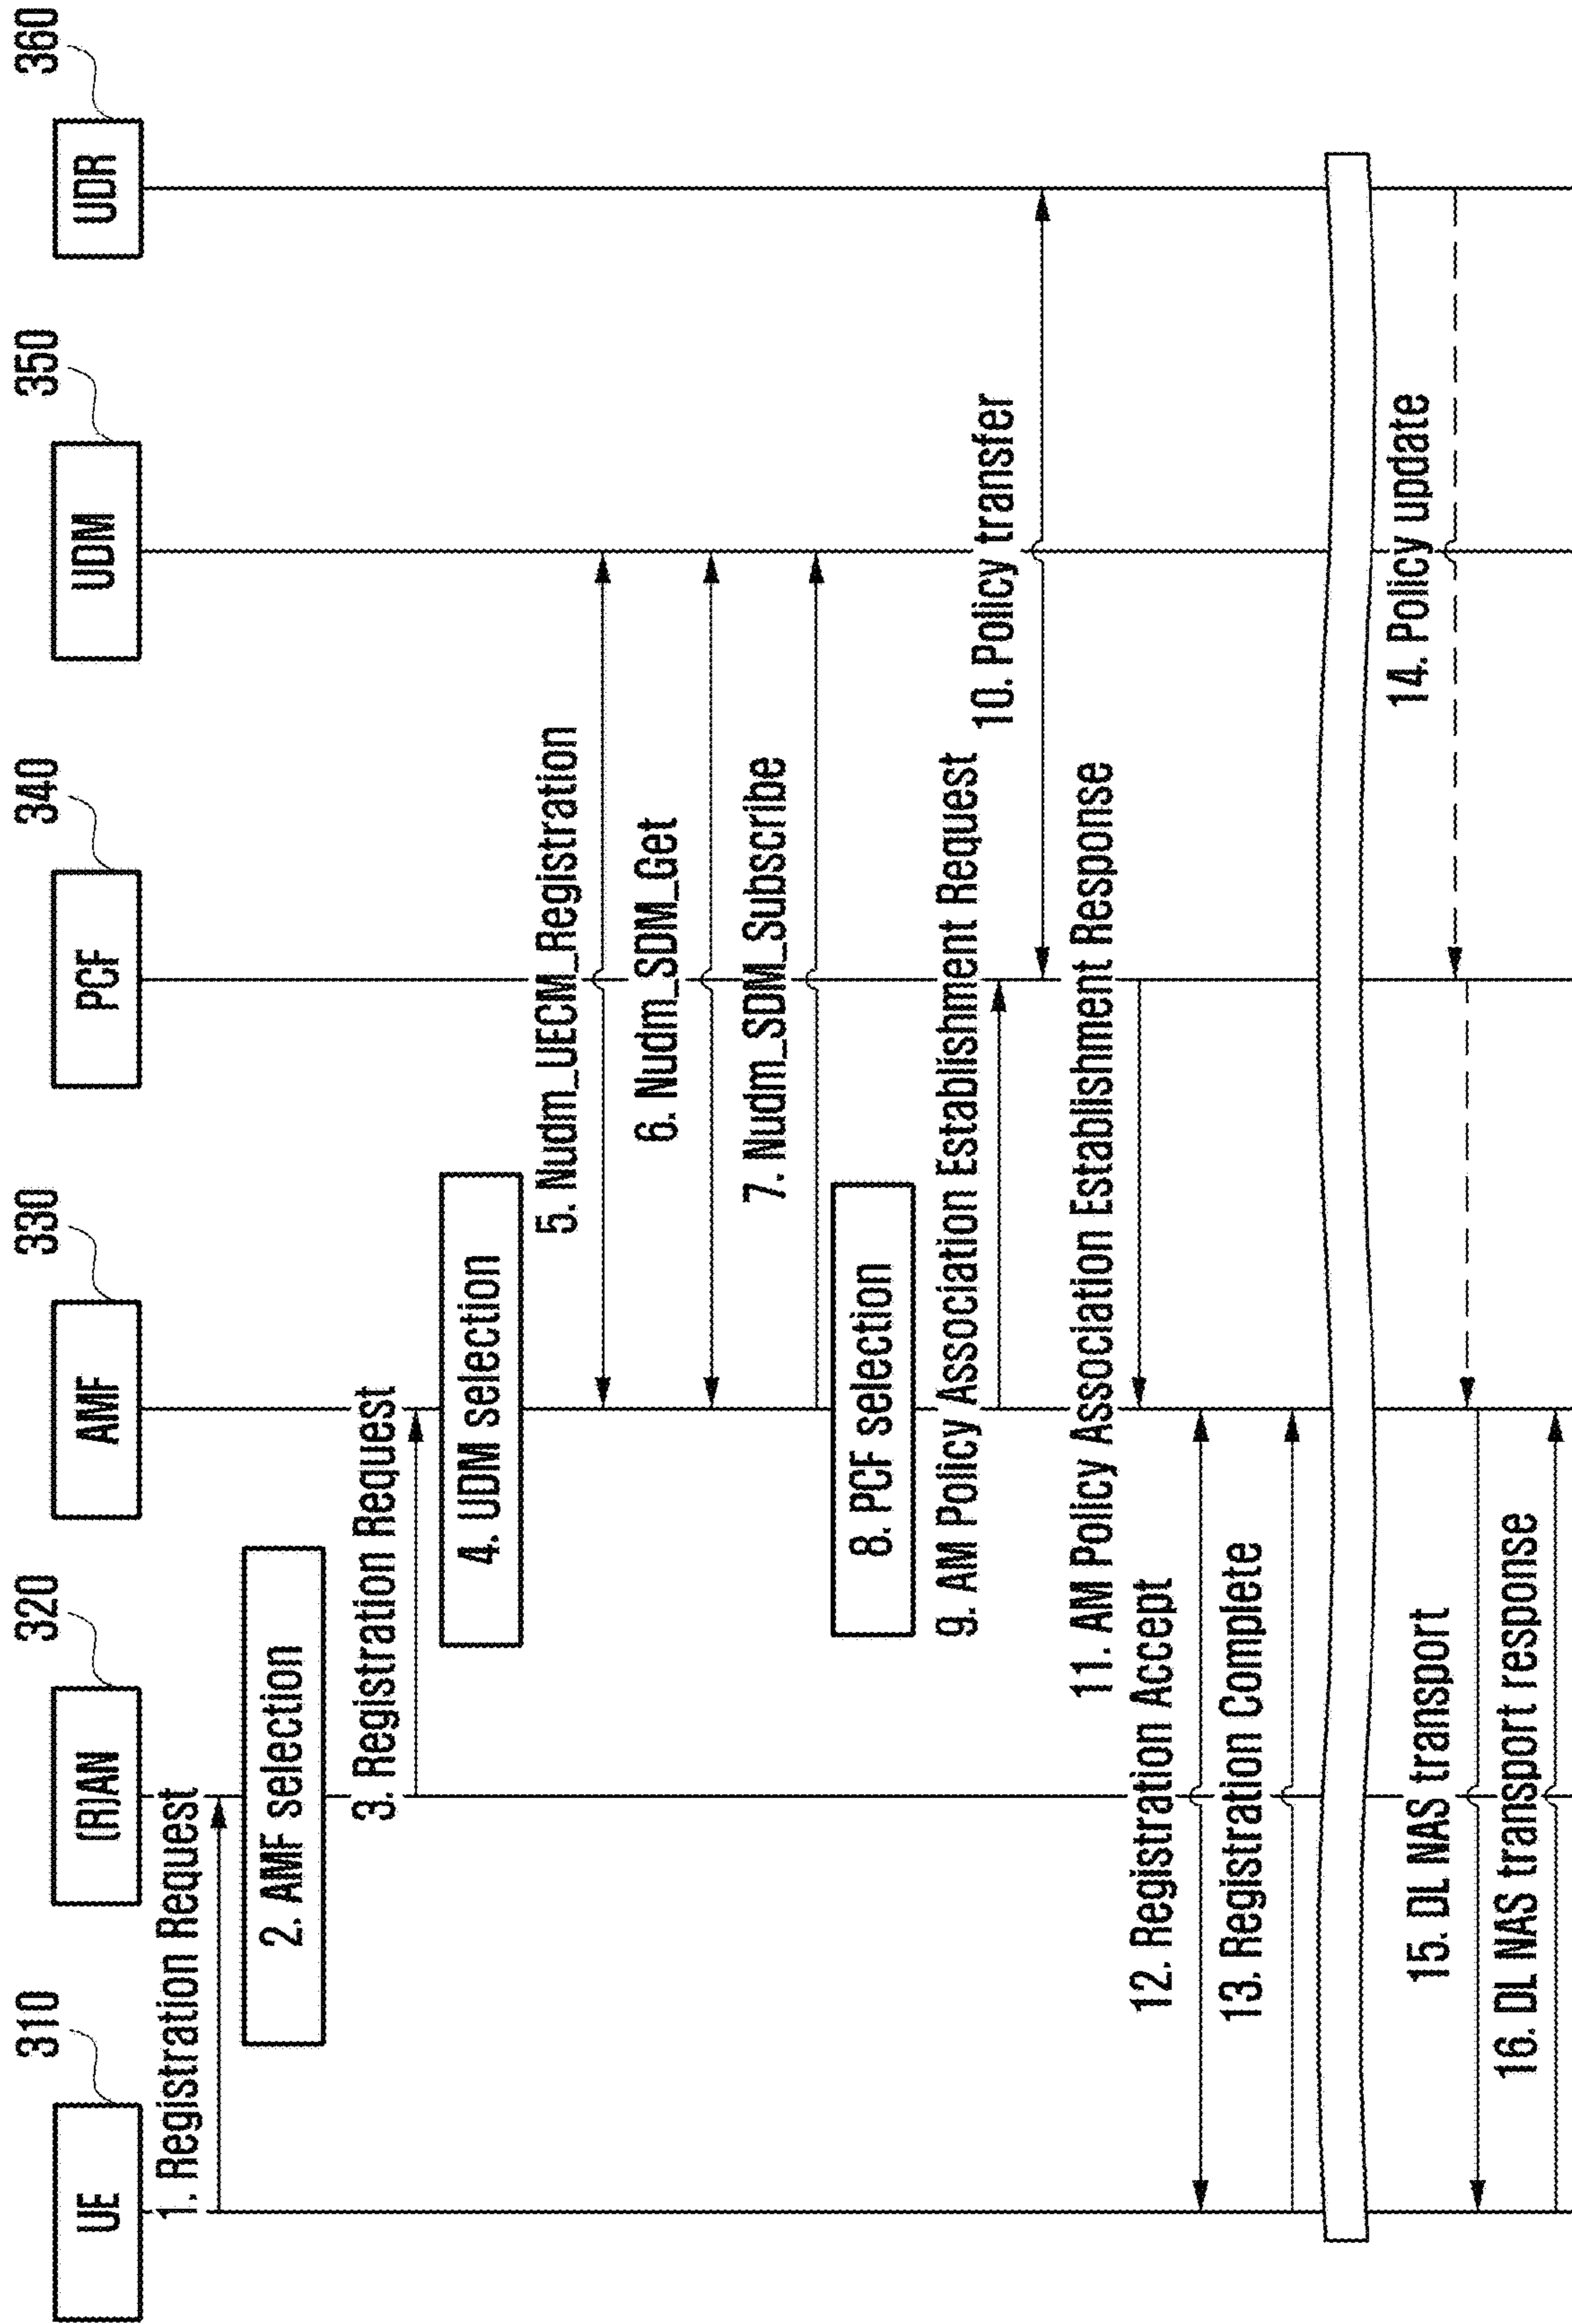 UE
310
(R)AN
320
AMF
330
PCF
340
UDM
350
UDR
360
1. Registration Request
2. AMF selection
3. Registration Request
4. UDM selection
5. Nudm_UECM_Registration
6. Nudm_SDM_Get
7. Nudm_SDM_Subscribe
8. PCF selection
9. AM Policy Association Establishment Request
10. Policy transfer
11. AM Policy Association Establishment Response
12. Registration Accept
13. Registration Complete
14. Policy update
15. DL NAS transport
16. DL NAS transport response